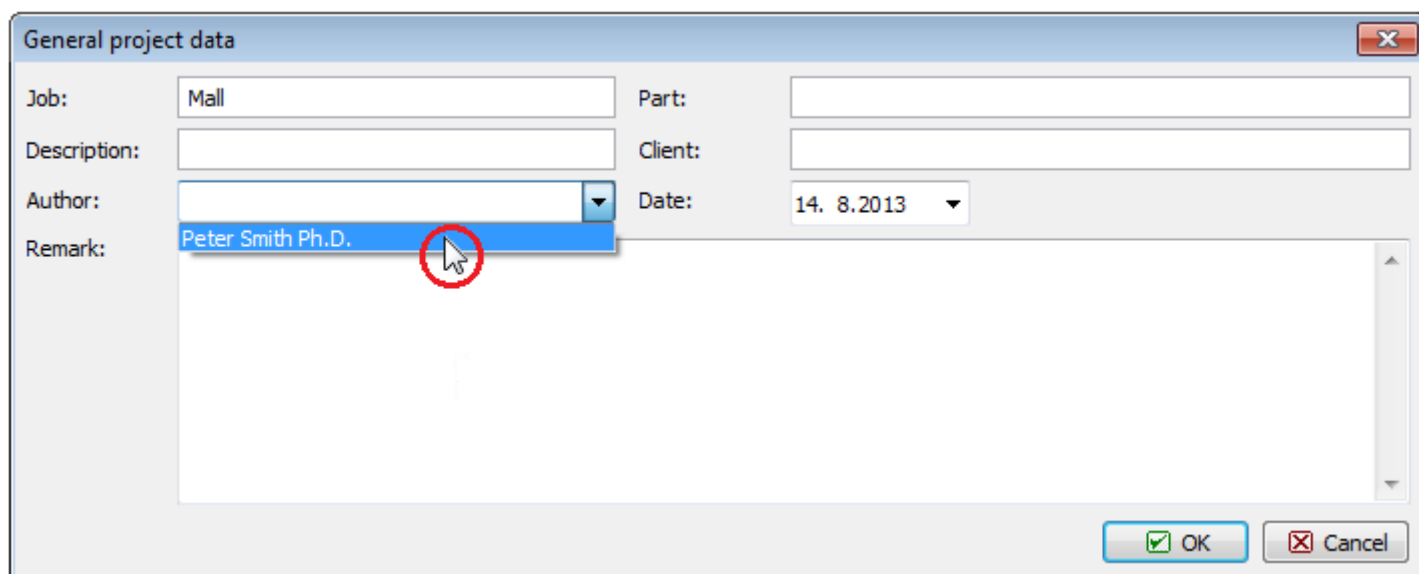 General project data
Job: Mall Part:
Description: Client:
Author: Date: 14. 8.2013
Peter Smith Ph.D.
Remark:
OK Cancel